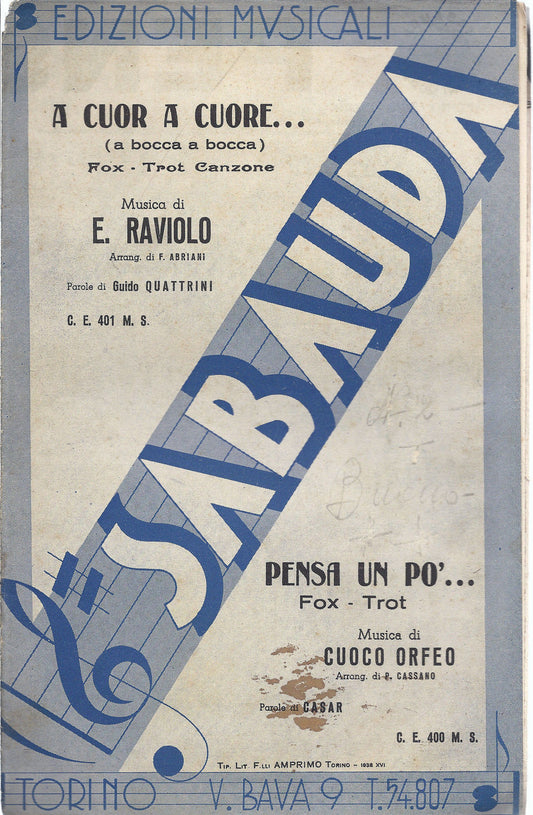 EDIZIONI MVSICALI
A CUOR A CUORE...
(a bocca a bocca)
Fox - Trot Canzone
Musica di
E. RAVIOLO
Arrang. di F. ABRIANI
Parole di Guido QUATTRINI
C. E. 401 M. S.
SABAUDA
Buono
PENSA UN PO'...
Fox - Trot
Musica di
CUOCO ORFEO
Arrang. di P. CASSANO
Parole di CASAR
C. E. 400 M. S.
TIP. LIT. F.LLI AMPRIMO TORINO - 1938 XVI
TORINO V. BAVA 9 T.54.807